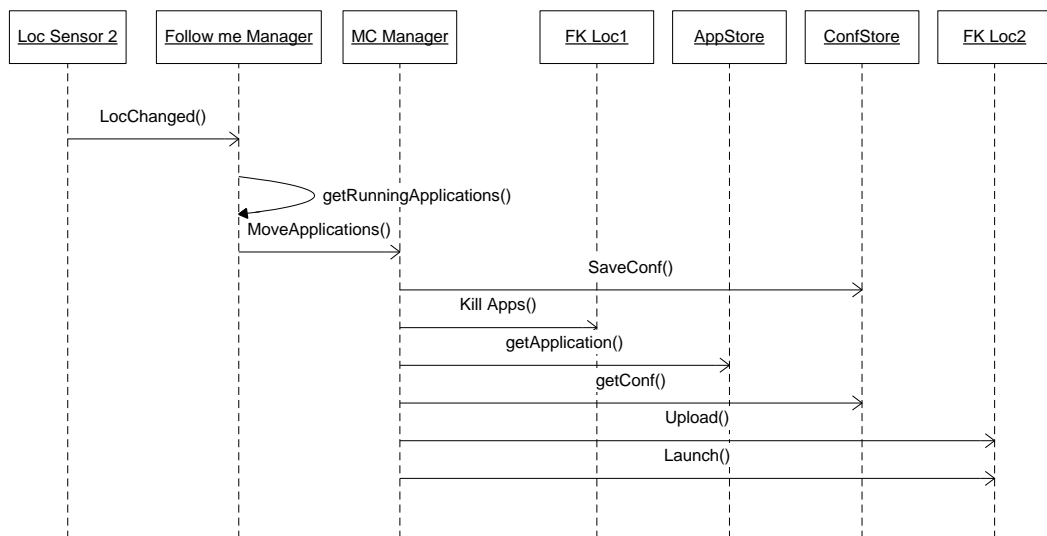 Loc Sensor 2
Follow me Manager
MC Manager
FK Loc1
AppStore
ConfStore
FK Loc2
LocChanged()
getRunningApplications()
MoveApplications()
SaveConf()
Kill Apps()
getApplication()
getConf()
Upload()
Launch()